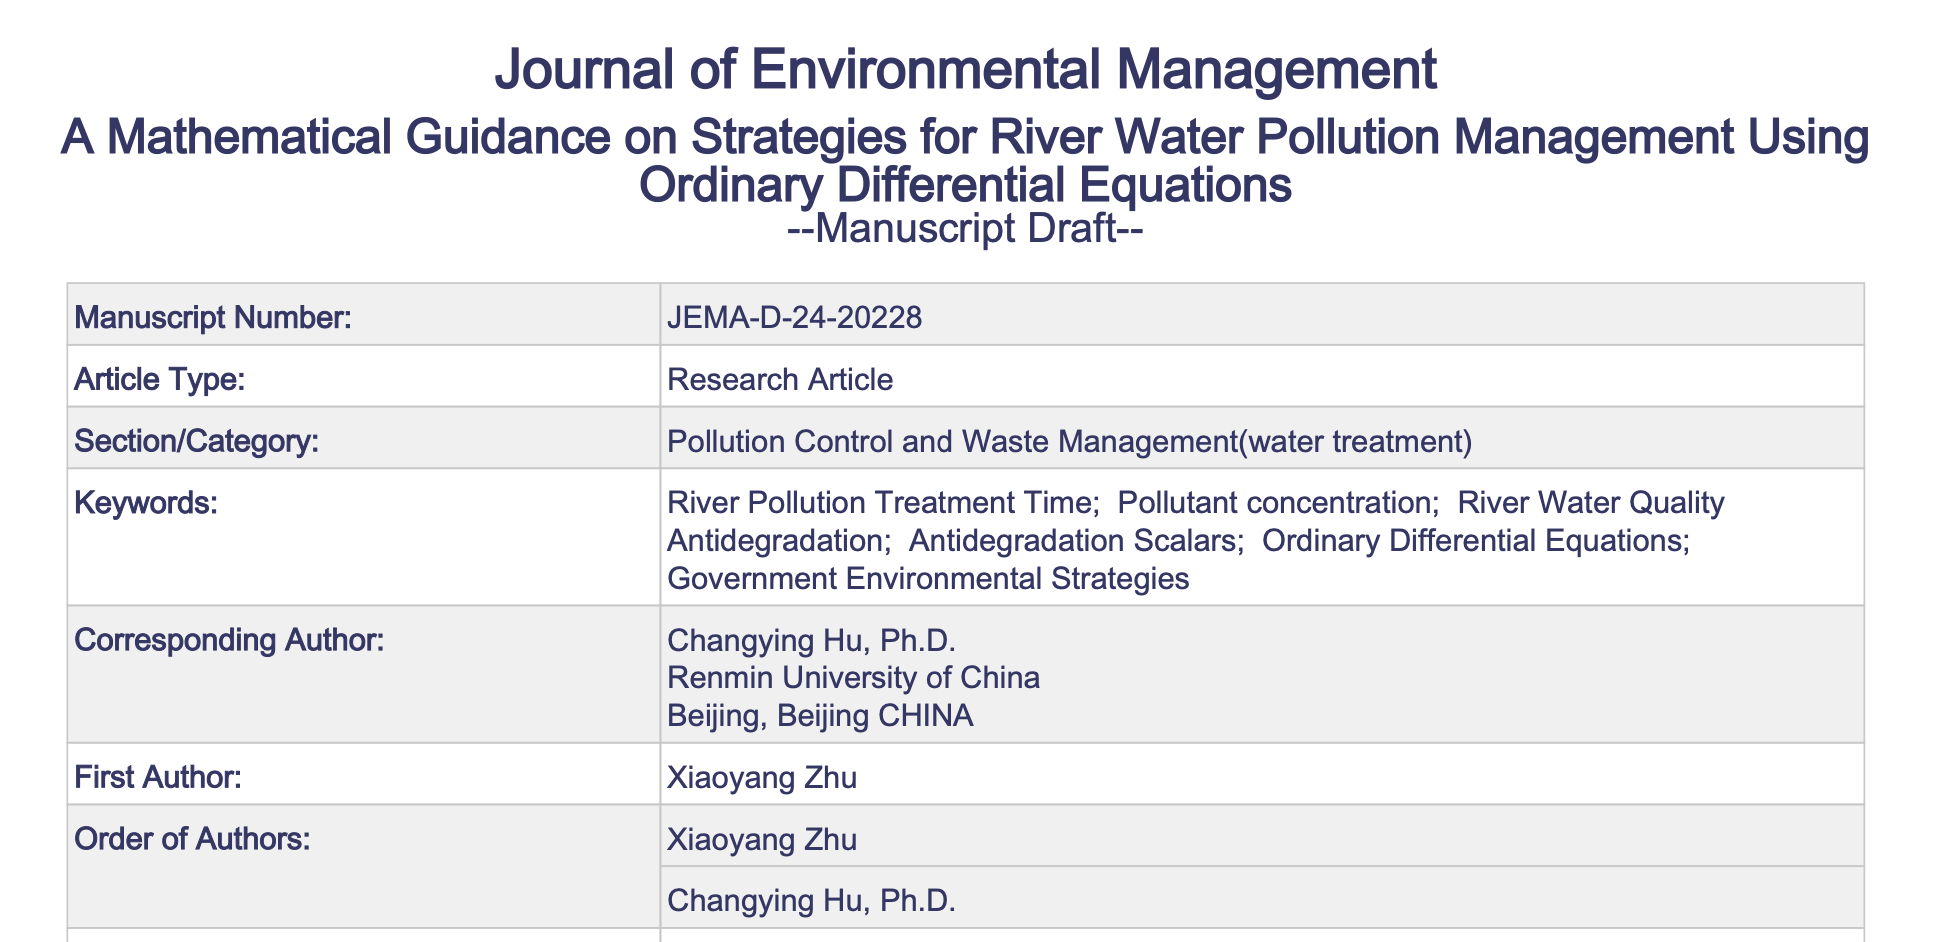 Journal of Environmental Management
A Mathematical Guidance on Strategies for River Water Pollution Management Using
Ordinary Differential Equations
--Manuscript Draft--
Manuscript Number: JEMA-D-24-20228
Article Type: Research Article
Section/Category: Pollution Control and Waste Management(water treatment)
Keywords: River Pollution Treatment Time; Pollutant concentration; River Water Quality
Antidegradation; Antidegradation Scalars; Ordinary Differential Equations;
Government Environmental Strategies
Corresponding Author: Changying Hu, Ph.D.
Renmin University of China
Beijing, Beijing CHINA
First Author: Xiaoyang Zhu
Order of Authors: Xiaoyang Zhu
Changying Hu, Ph.D.